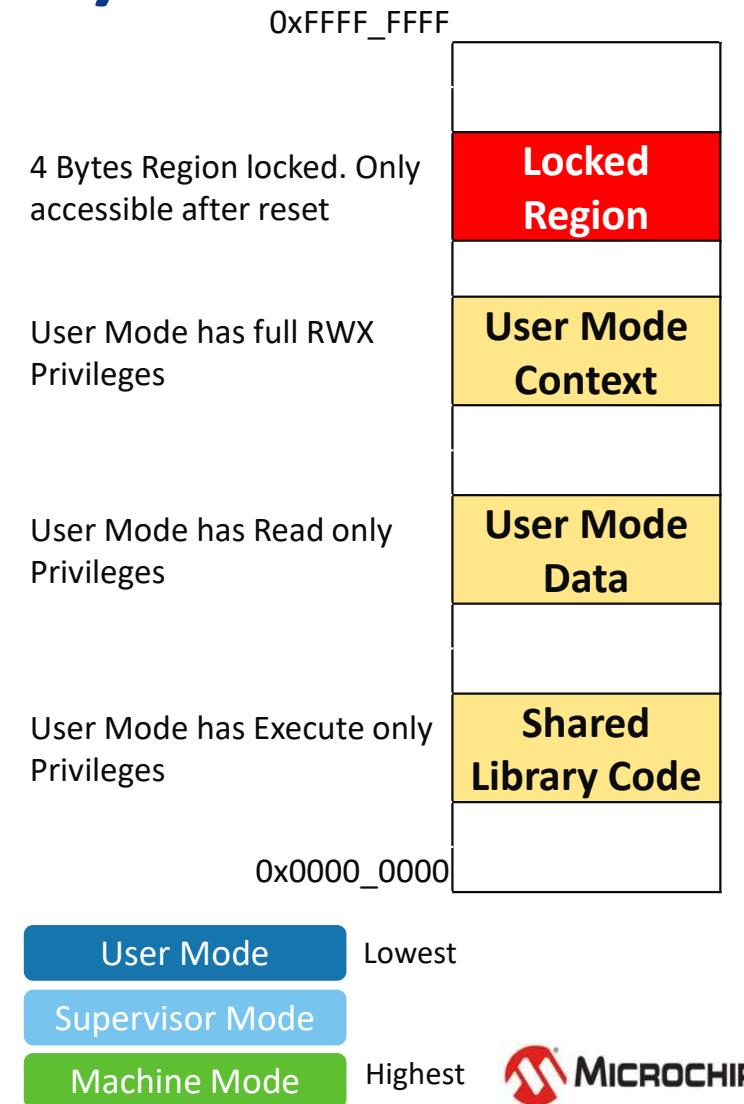 0xFFFF_FFFF
4 Bytes Region locked. Only
accessible after reset
Locked
Region
User Mode has full RWX
Privileges
User Mode
Context
User Mode has Read only
Privileges
User Mode
Data
User Mode has Execute only
Privileges
Shared
Library Code
0x0000_0000
User Mode
Lowest
Supervisor Mode
Machine Mode
Highest
MICROCHIP